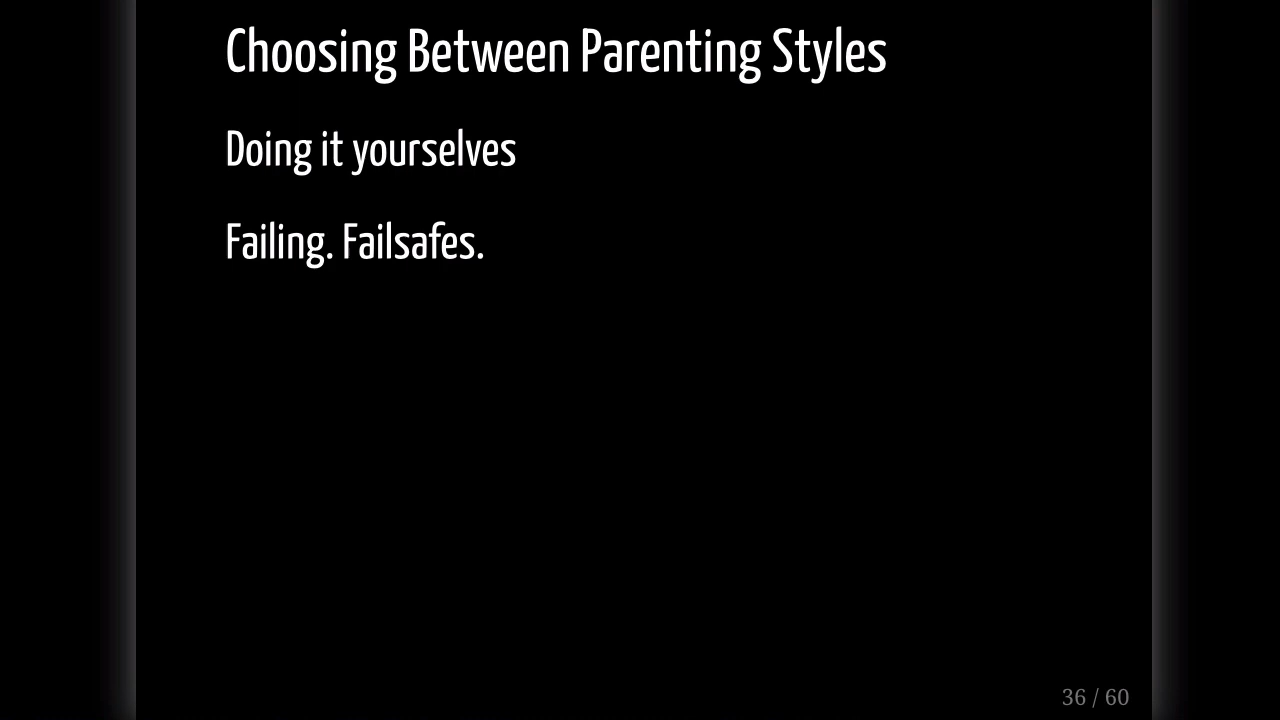 Choosing Between Parenting Styles
Doing it yourselves
Failing. Failsafes.
36 / 60